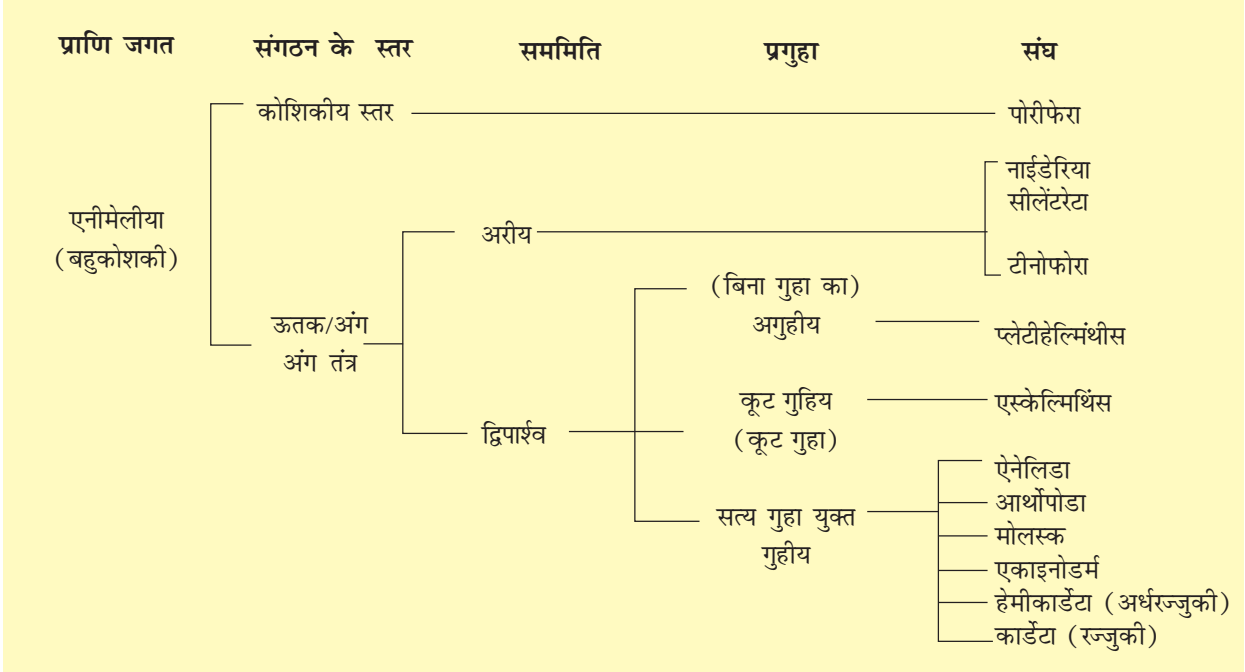 प्राणि जगत संगठन के स्तर सममिति प्रगुहा संघ
कोशिकीय स्तर पोरीफेरा
नाईडेरिया
सीलेंटरेटा
एनीमेलीया
(बहुकोशकी)
अरीय
टीनोफोरा
(बिना गुहा का)
अगुहीय प्लेटीहेल्मिंथीस
ऊतक/अंग
अंग तंत्र
कूट गुहिय एस्केल्मिथिंस
(कूट गुहा)
द्विपार्श्व
ऐनेलिडा
आर्थोपोडा
सत्य गुहा युक्त
गुहीय
मोलस्क
एकाइनोडर्म
हेमीकार्डेटा (अर्धरज्जुकी)
कार्डेटा (रज्जुकी)